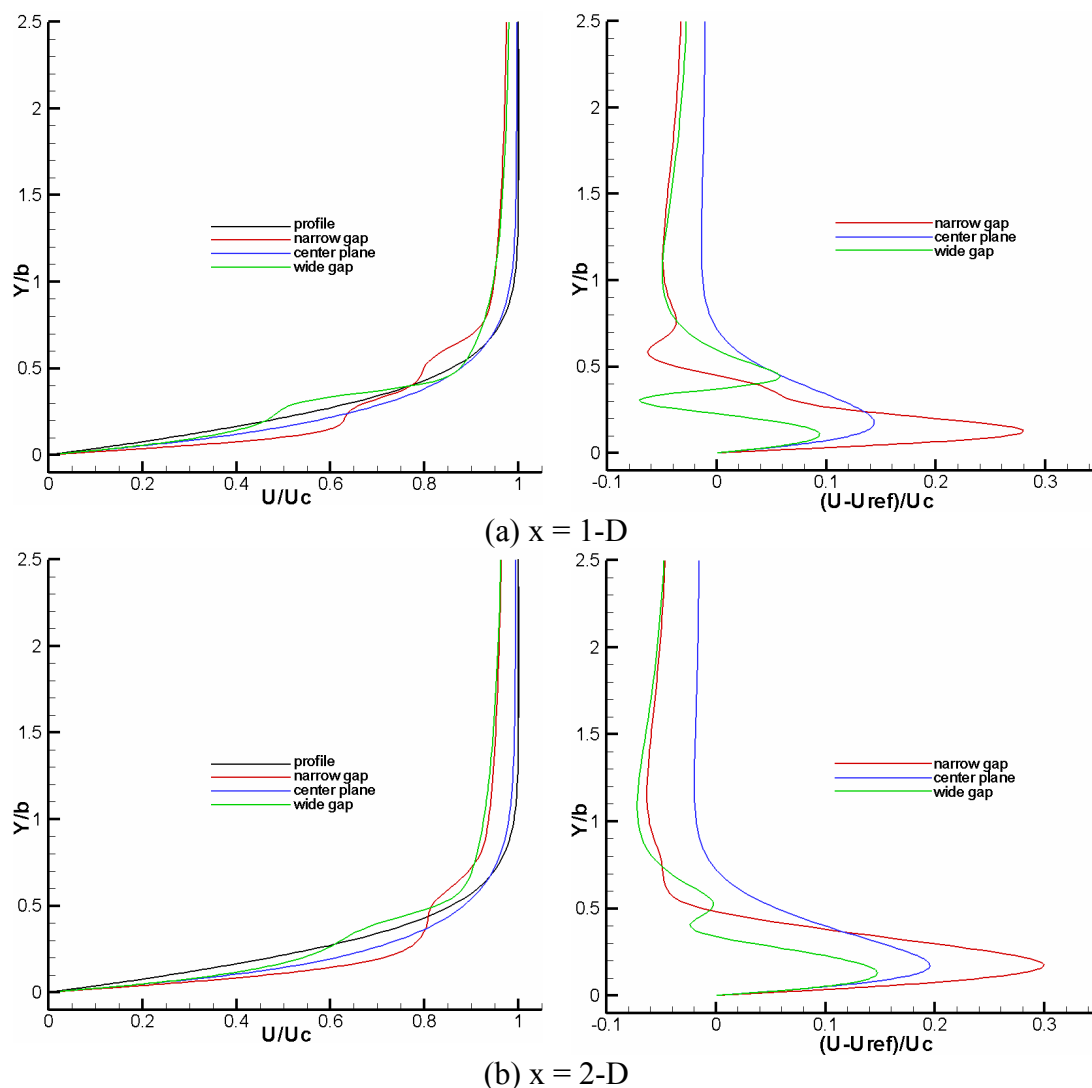 2.5
2
1.5
1
0.5
0
Y/b
profile
narrow gap
center plane
wide gap
0 0.2 0.4 0.6 0.8 1
U/Uc
2.5
2
1.5
1
0.5
0
Y/b
narrow gap
center plane
wide gap
-0.1 0 0.1 0.2 0.3
(U-Uref)/Uc
(a) x = 1-D
2.5
2
1.5
1
0.5
0
Y/b
profile
narrow gap
center plane
wide gap
0 0.2 0.4 0.6 0.8 1
U/Uc
2.5
2
1.5
1
0.5
0
Y/b
narrow gap
center plane
wide gap
-0.1 0 0.1 0.2 0.3
(U-Uref)/Uc
(b) x = 2-D